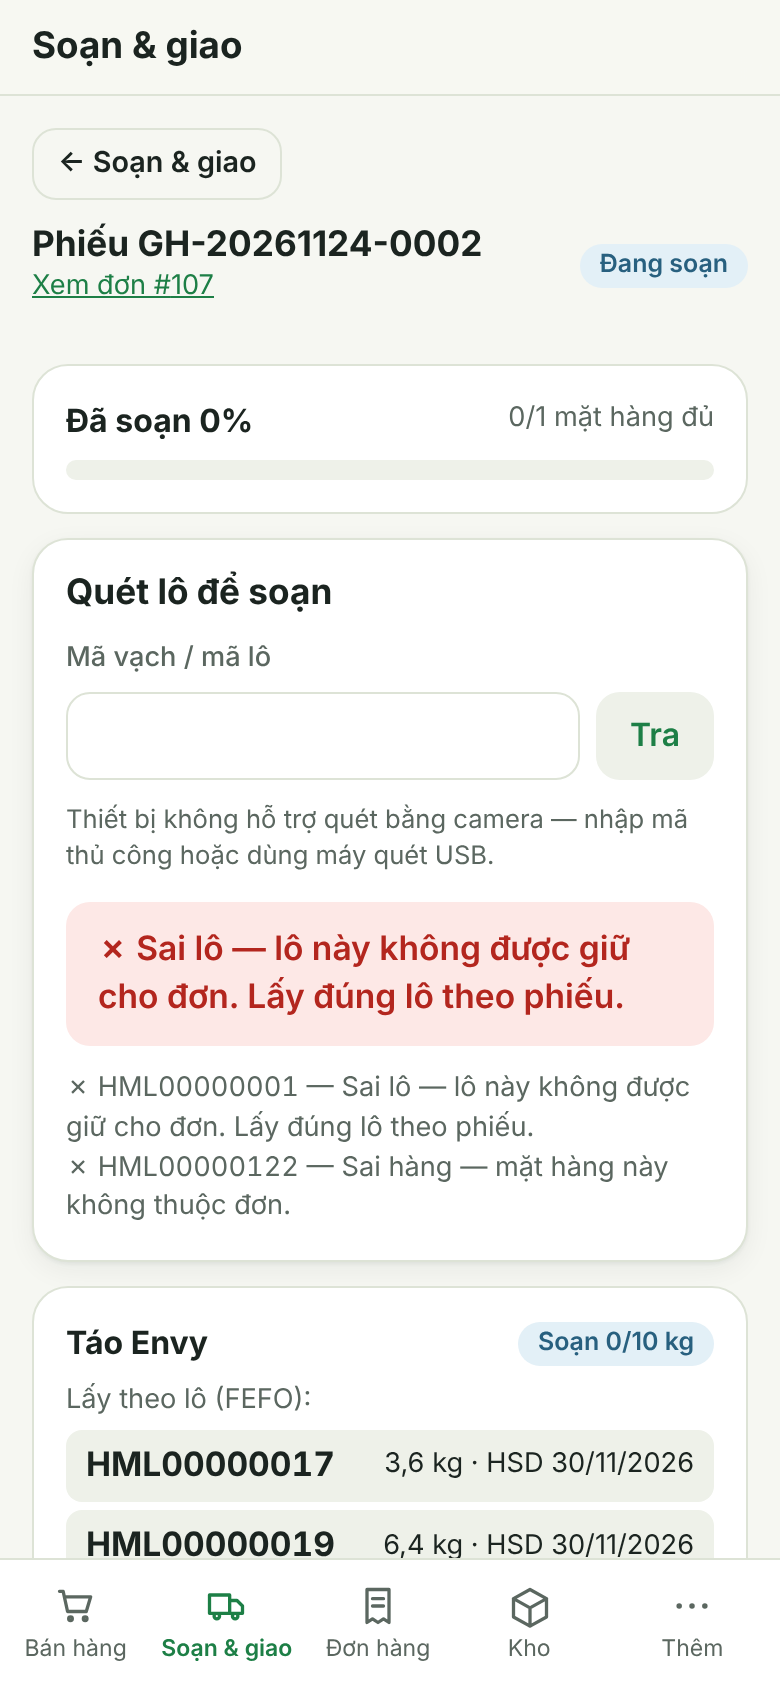 Soạn & giao
← Soạn & giao
Phiếu GH-20261124-0002
Đang soạn
Xem đơn #107
Đã soạn 0%
0/1 mặt hàng đủ
Quét lô để soạn
Mã vạch / mã lô
Tra
Thiết bị không hỗ trợ quét bằng camera — nhập mã
thủ công hoặc dùng máy quét USB.
× Sai lô — lô này không được giữ
cho đơn. Lấy đúng lô theo phiếu.
× HML00000001 — Sai lô — lô này không được
giữ cho đơn. Lấy đúng lô theo phiếu.
× HML00000122 — Sai hàng — mặt hàng này
không thuộc đơn.
Táo Envy
Soạn 0/10 kg
Lấy theo lô (FEFO):
HML00000017 3,6 kg · HSD 30/11/2026
HML00000019 6,4 kg · HSD 30/11/2026
Bán hàng Soạn & giao Đơn hàng Kho Thêm